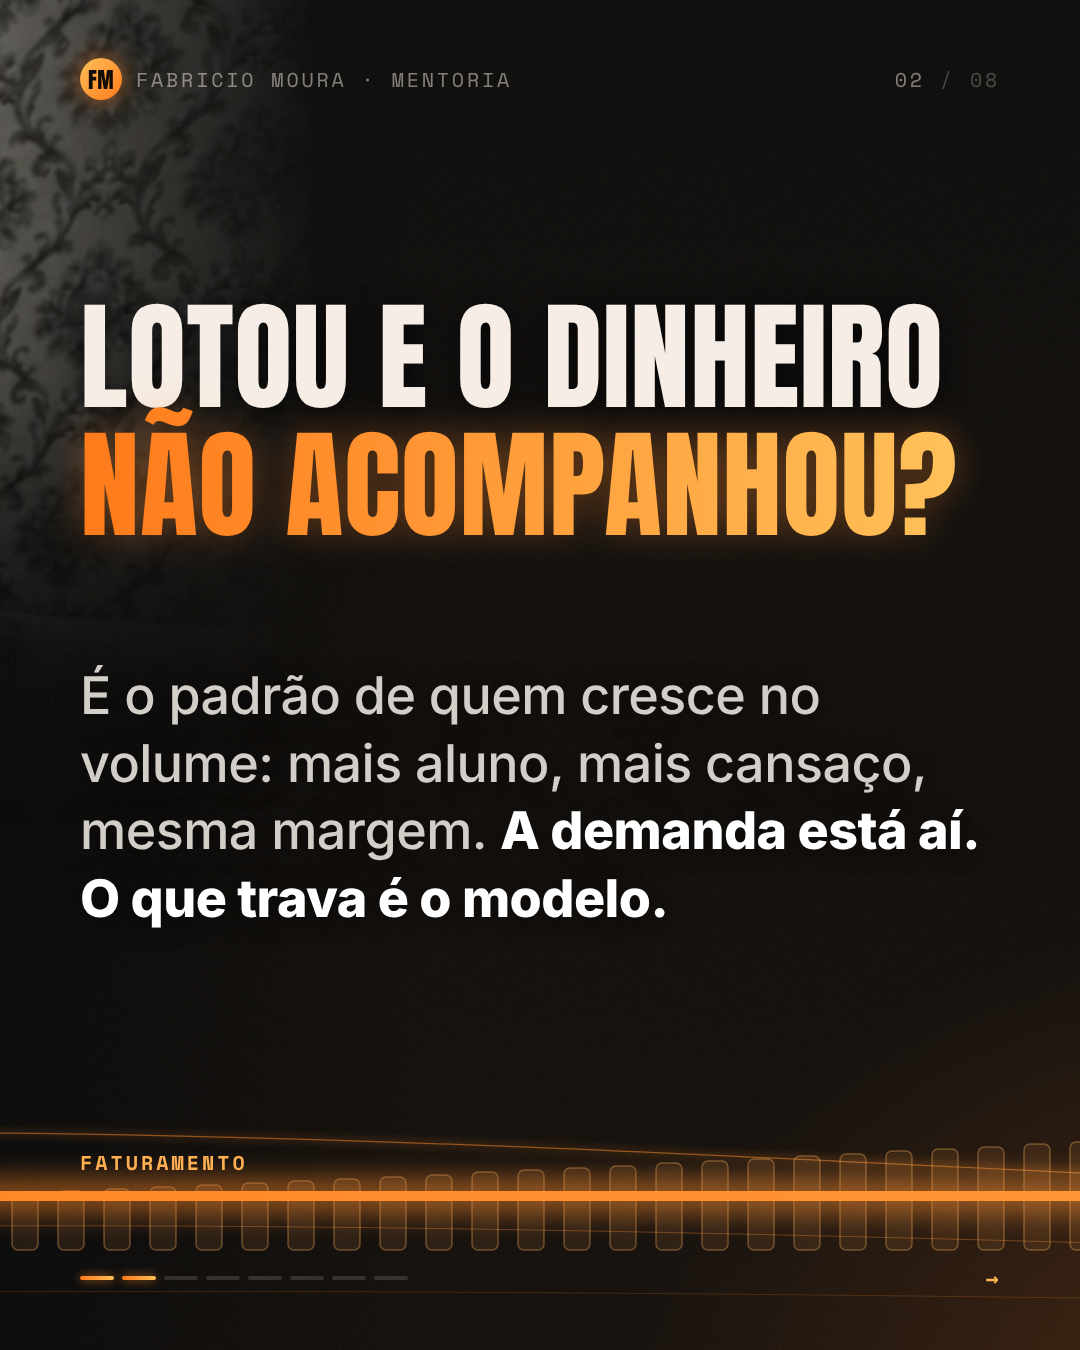 FM FABRICIO MOURA · MENTORIA
02 / 08
LOTOU E O DINHEIRO
NÃO ACOMPANHOU?
É o padrão de quem cresce no
volume: mais aluno, mais cansaço,
mesma margem. A demanda está aí.
O que trava é o modelo.
FATURAMENTO
→